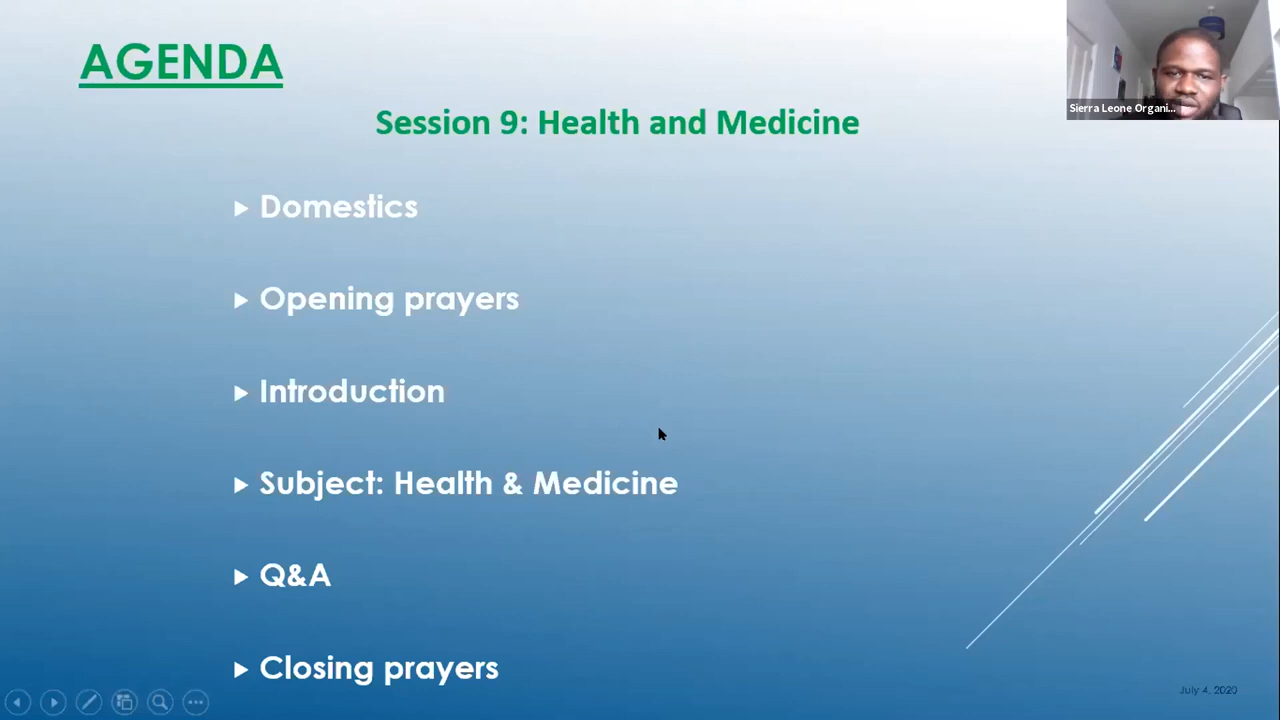 AGENDA
Sierra Leone Organi...
Session 9: Health and Medicine
Domestics
Opening prayers
Introduction
Subject: Health & Medicine
Q&A
Closing prayers
July 4, 2020